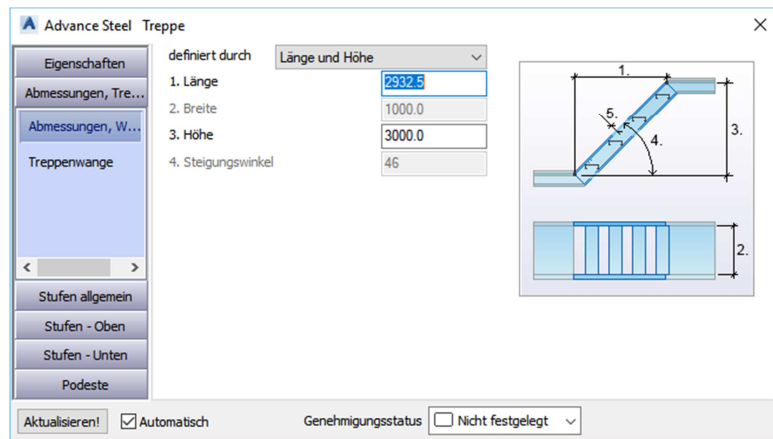 Advance Steel Treppe
Eigenschaften
Abmessungen, Tre...
Abmessungen, W...
Treppenwange
Stufen allgemein
Stufen - Oben
Stufen - Unten
Podeste
definiert durch Länge und Höhe
1. Länge 2932.5
2. Breite 1000.0
3. Höhe 3000.0
4. Steigungswinkel 46
1.
5.
4.
3.
2.
Aktualisieren! Automatisch Genehmigungsstatus Nicht festgelegt